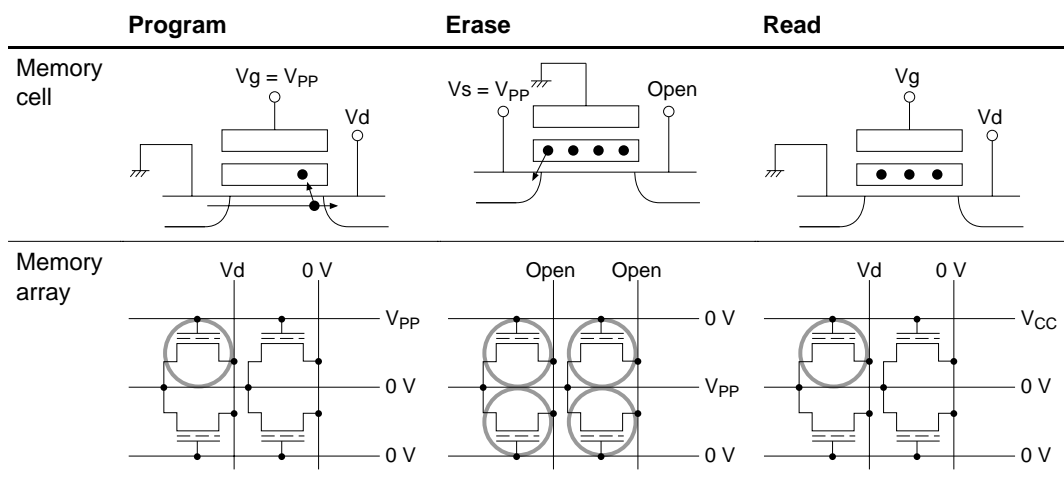 Program Erase Read
Memory cell
Vg = VPP
Vd
Vs = VPP
Open
Vg
Vd
Memory array
Vd 0 V
VPP
0 V
0 V
Open Open
0 V
VPP
0 V
Vd 0 V
VCC
0 V
0 V